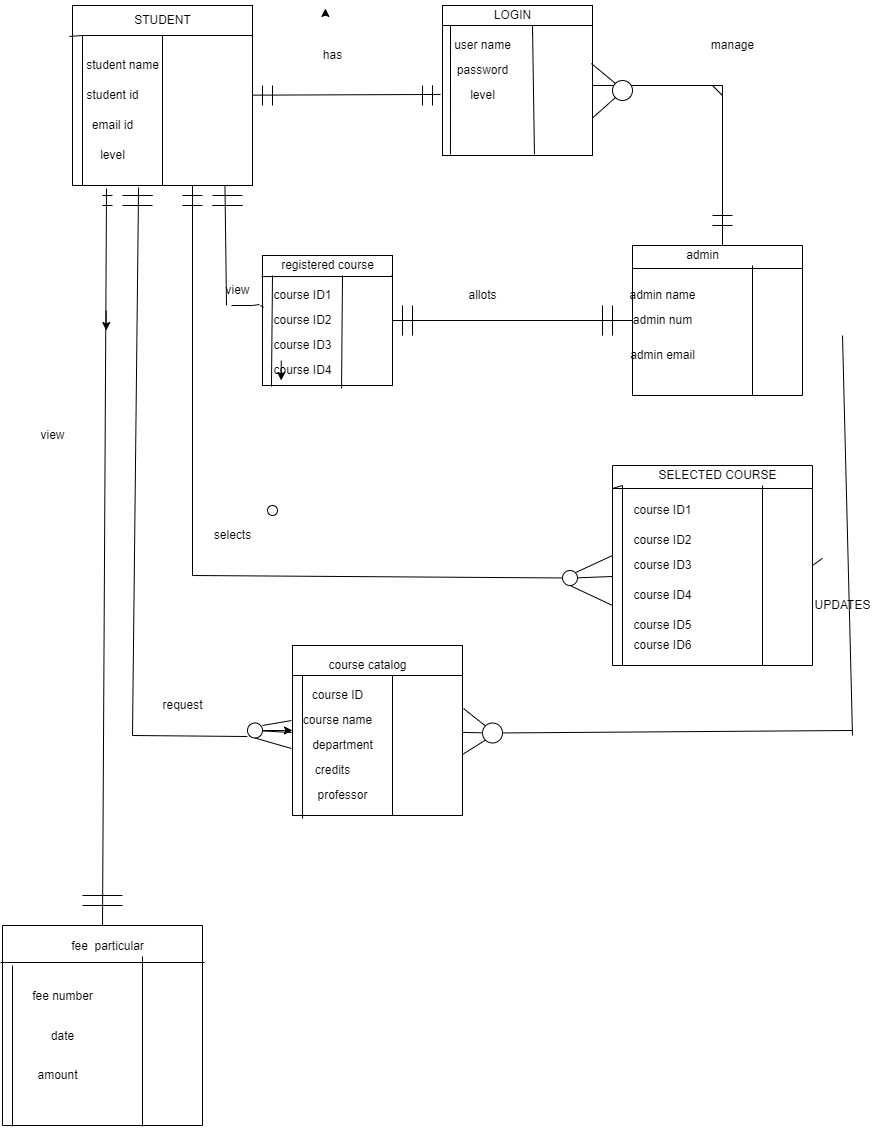 STUDENT
student name
student id
email id
level
has
LOGIN
user name
password
level
manage
view
registered course
course ID1
course ID2
course ID3
course ID4
allots
admin
admin name
admin num
admin email
view
selects
SELECTED COURSE
course ID1
course ID2
course ID3
course ID4
course ID5
course ID6
UPDATES
request
course catalog
course ID
course name
department
credits
professor
fee particular
fee number
date
amount